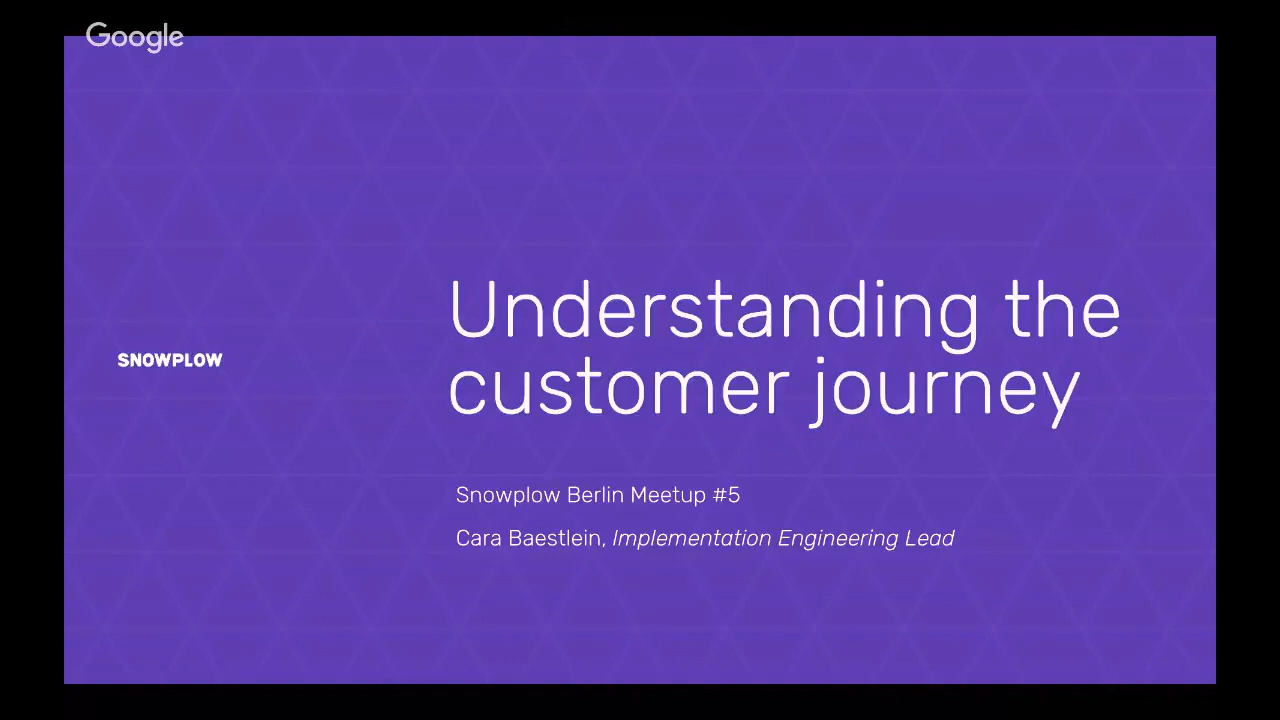 Google
Understanding the
customer journey
SNOWPLOW
Snowplow Berlin Meetup #5
Cara Baestlein, Implementation Engineering Lead